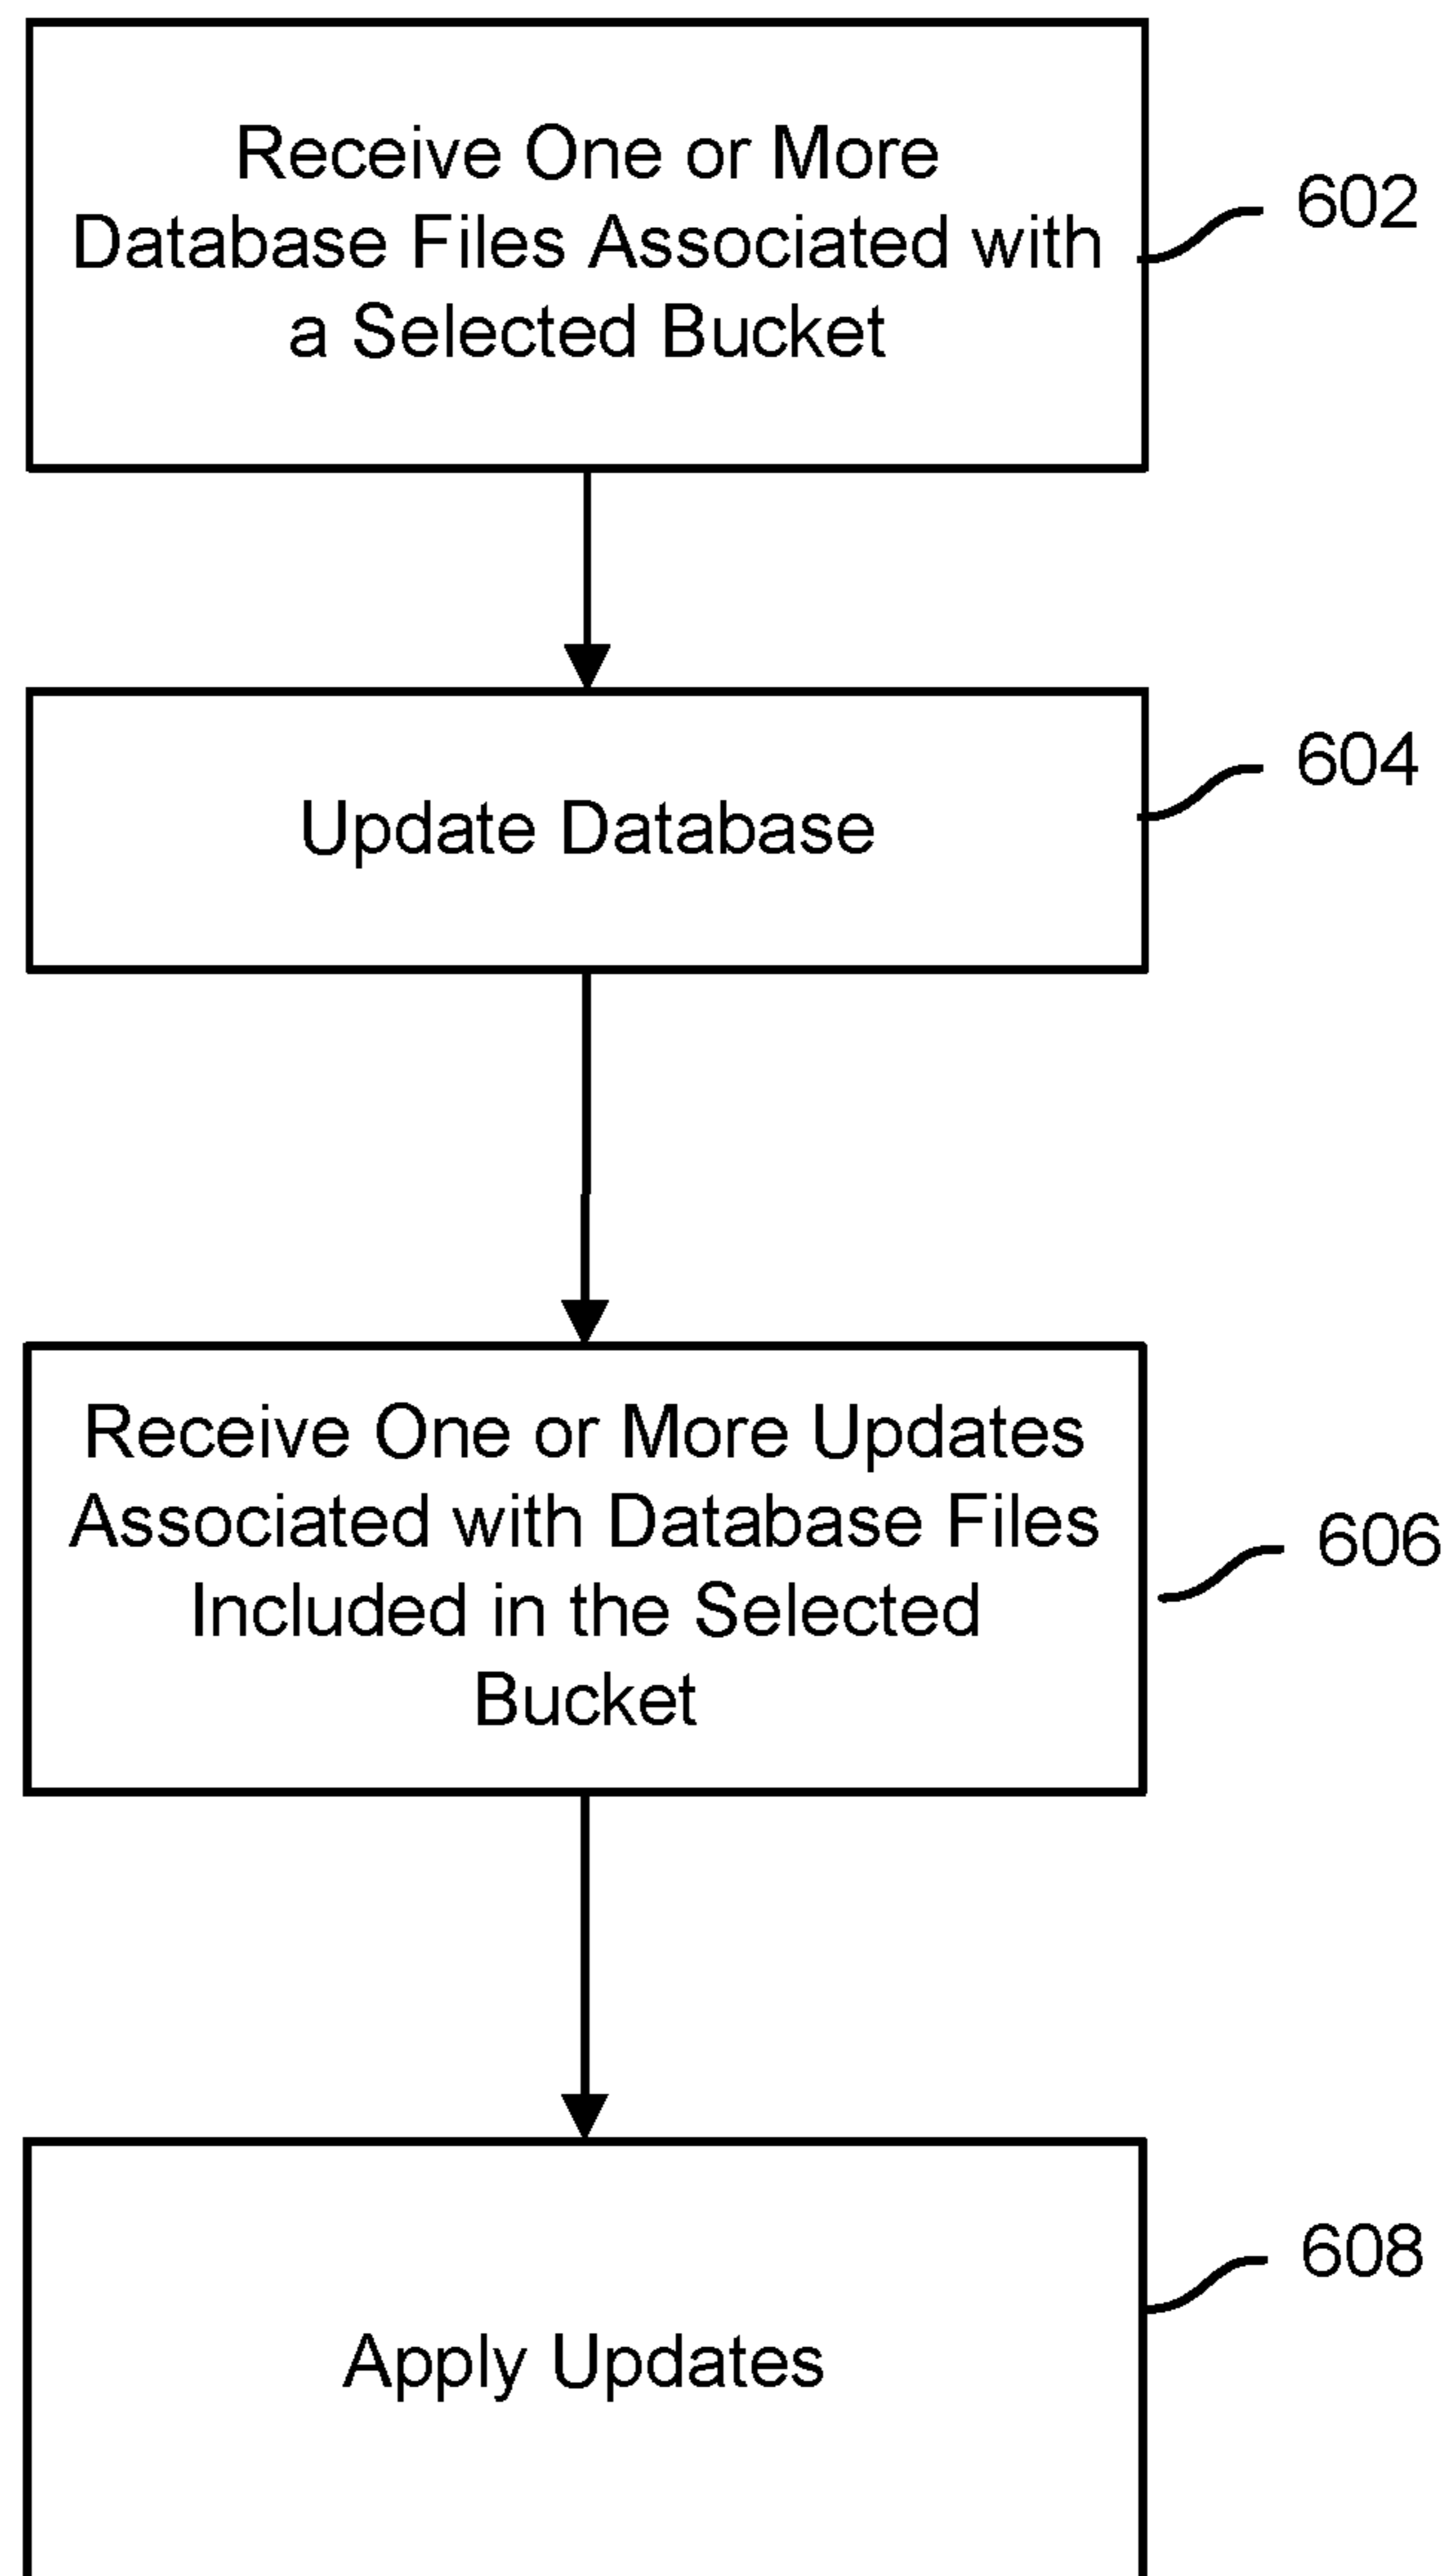 Receive One or More
Database Files Associated with
a Selected Bucket
602
Update Database
604
Receive One or More Updates
Associated with Database Files
Included in the Selected
Bucket
606
Apply Updates
608